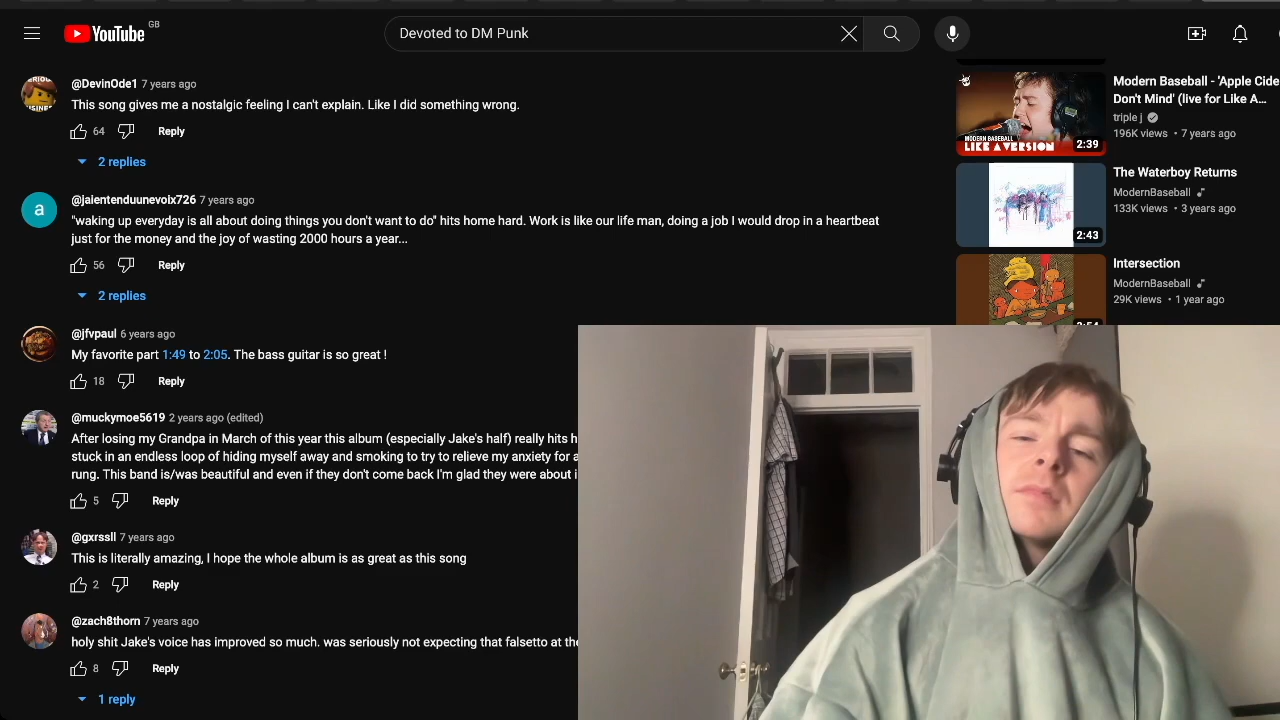 YouTube GB
Devoted to DM Punk
@DevinOde1 7 years ago
This song gives me a nostalgic feeling I can't explain. Like I did something wrong.
64 Reply
2 replies
@jaientenduunevoix726 7 years ago
"waking up everyday is all about doing things you don't want to do" hits home hard. Work is like our life man, doing a job I would drop in a heartbeat
just for the money and the joy of wasting 2000 hours a year...
56 Reply
2 replies
@jfvpaul 6 years ago
My favorite part 1:49 to 2:05. The bass guitar is so great !
18 Reply
@muckymoe5619 2 years ago (edited)
After losing my Grandpa in March of this year this album (especially Jake's half) really hits h
stuck in an endless loop of hiding myself away and smoking to try to relieve my anxiety for a
rung. This band is/was beautiful and even if they don't come back I'm glad they were about i
5 Reply
@gxrssll 7 years ago
This is literally amazing, I hope the whole album is as great as this song
2 Reply
@zach8thorn 7 years ago
holy shit Jake's voice has improved so much. was seriously not expecting that falsetto at the
8 Reply
1 reply
MODERN BASEBALL
LIKE A VERSION
2:39
Modern Baseball - 'Apple Cide
Don't Mind' (live for Like A...
triple j
196K views • 7 years ago
2:43
The Waterboy Returns
ModernBaseball
133K views • 3 years ago
Intersection
ModernBaseball
29K views • 1 year ago